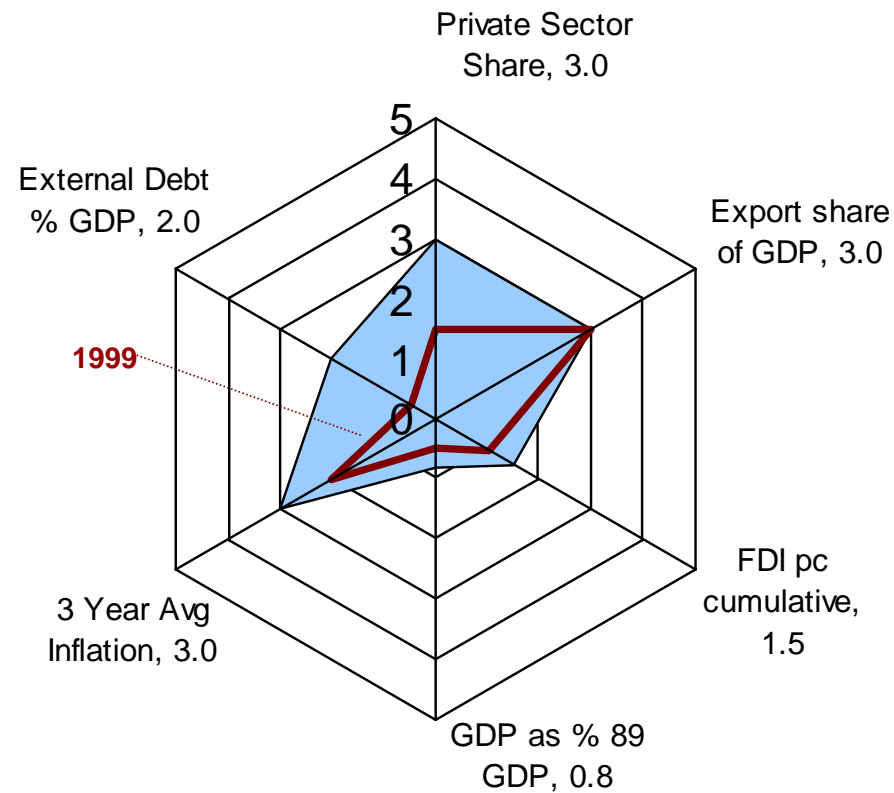 Private Sector
Share, 3.0
5
4
3
2
1
0
External Debt
% GDP, 2.0
Export share
of GDP, 3.0
1999
FDI pc
cumulative,
1.5
3 Year Avg
Inflation, 3.0
GDP as % 89
GDP, 0.8